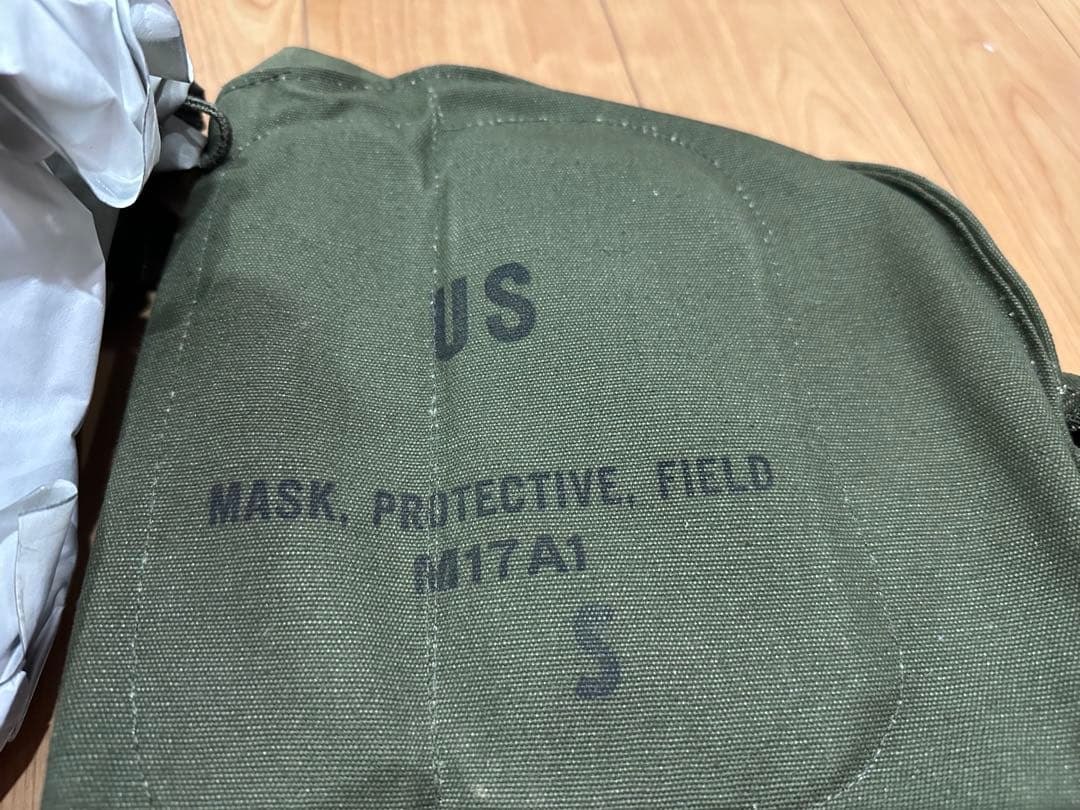 US
MASK, PROTECTIVE, FIELD
M17A1
S